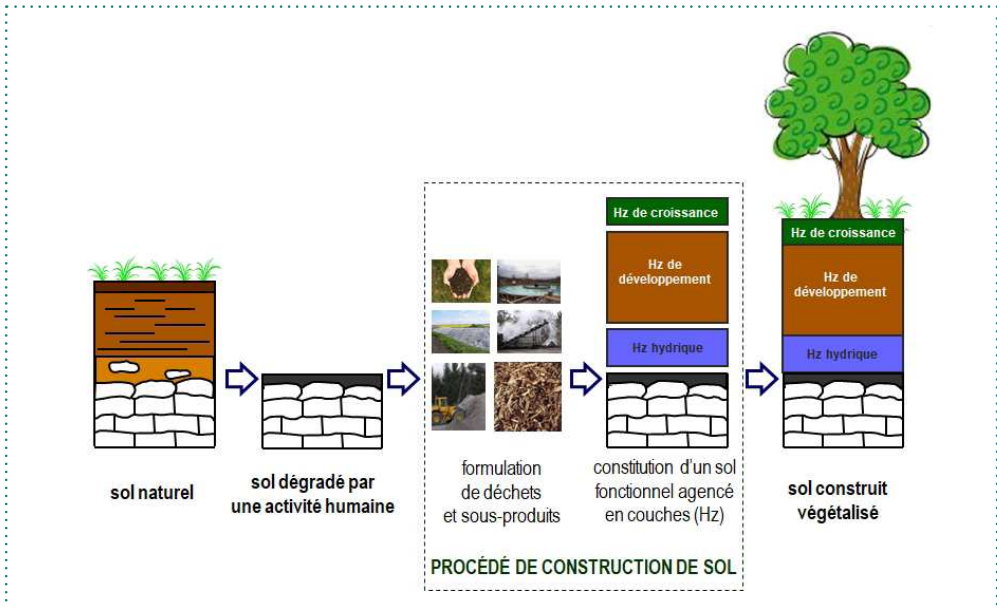 sol naturel
sol dégradé par
une activité humaine
formulation
de déchets
et sous-produits
Hz de croissance
Hz de
développement
Hz hydrique
constitution d'un sol
fonctionnel agencé
en couches (Hz)
PROCÉDÉ DE CONSTRUCTION DE SOL
Hz de croissance
Hz de
développement
Hz hydrique
sol construit
végétalisé